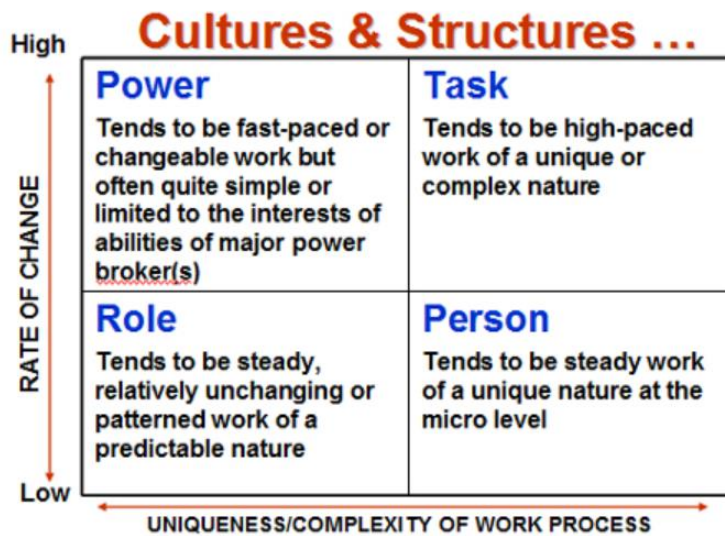 Cultures & Structures ...
High
Power
Tends to be fast-paced or
changeable work but
often quite simple or
limited to the interests of
abilities of major power
broker(s)
Task
Tends to be high-paced
work of a unique or
complex nature
RATE OF CHANGE
Role
Tends to be steady,
relatively unchanging or
patterned work of a
predictable nature
Person
Tends to be steady work
of a unique nature at the
micro level
Low
UNIQUENESS/COMPLEXITY OF WORK PROCESS